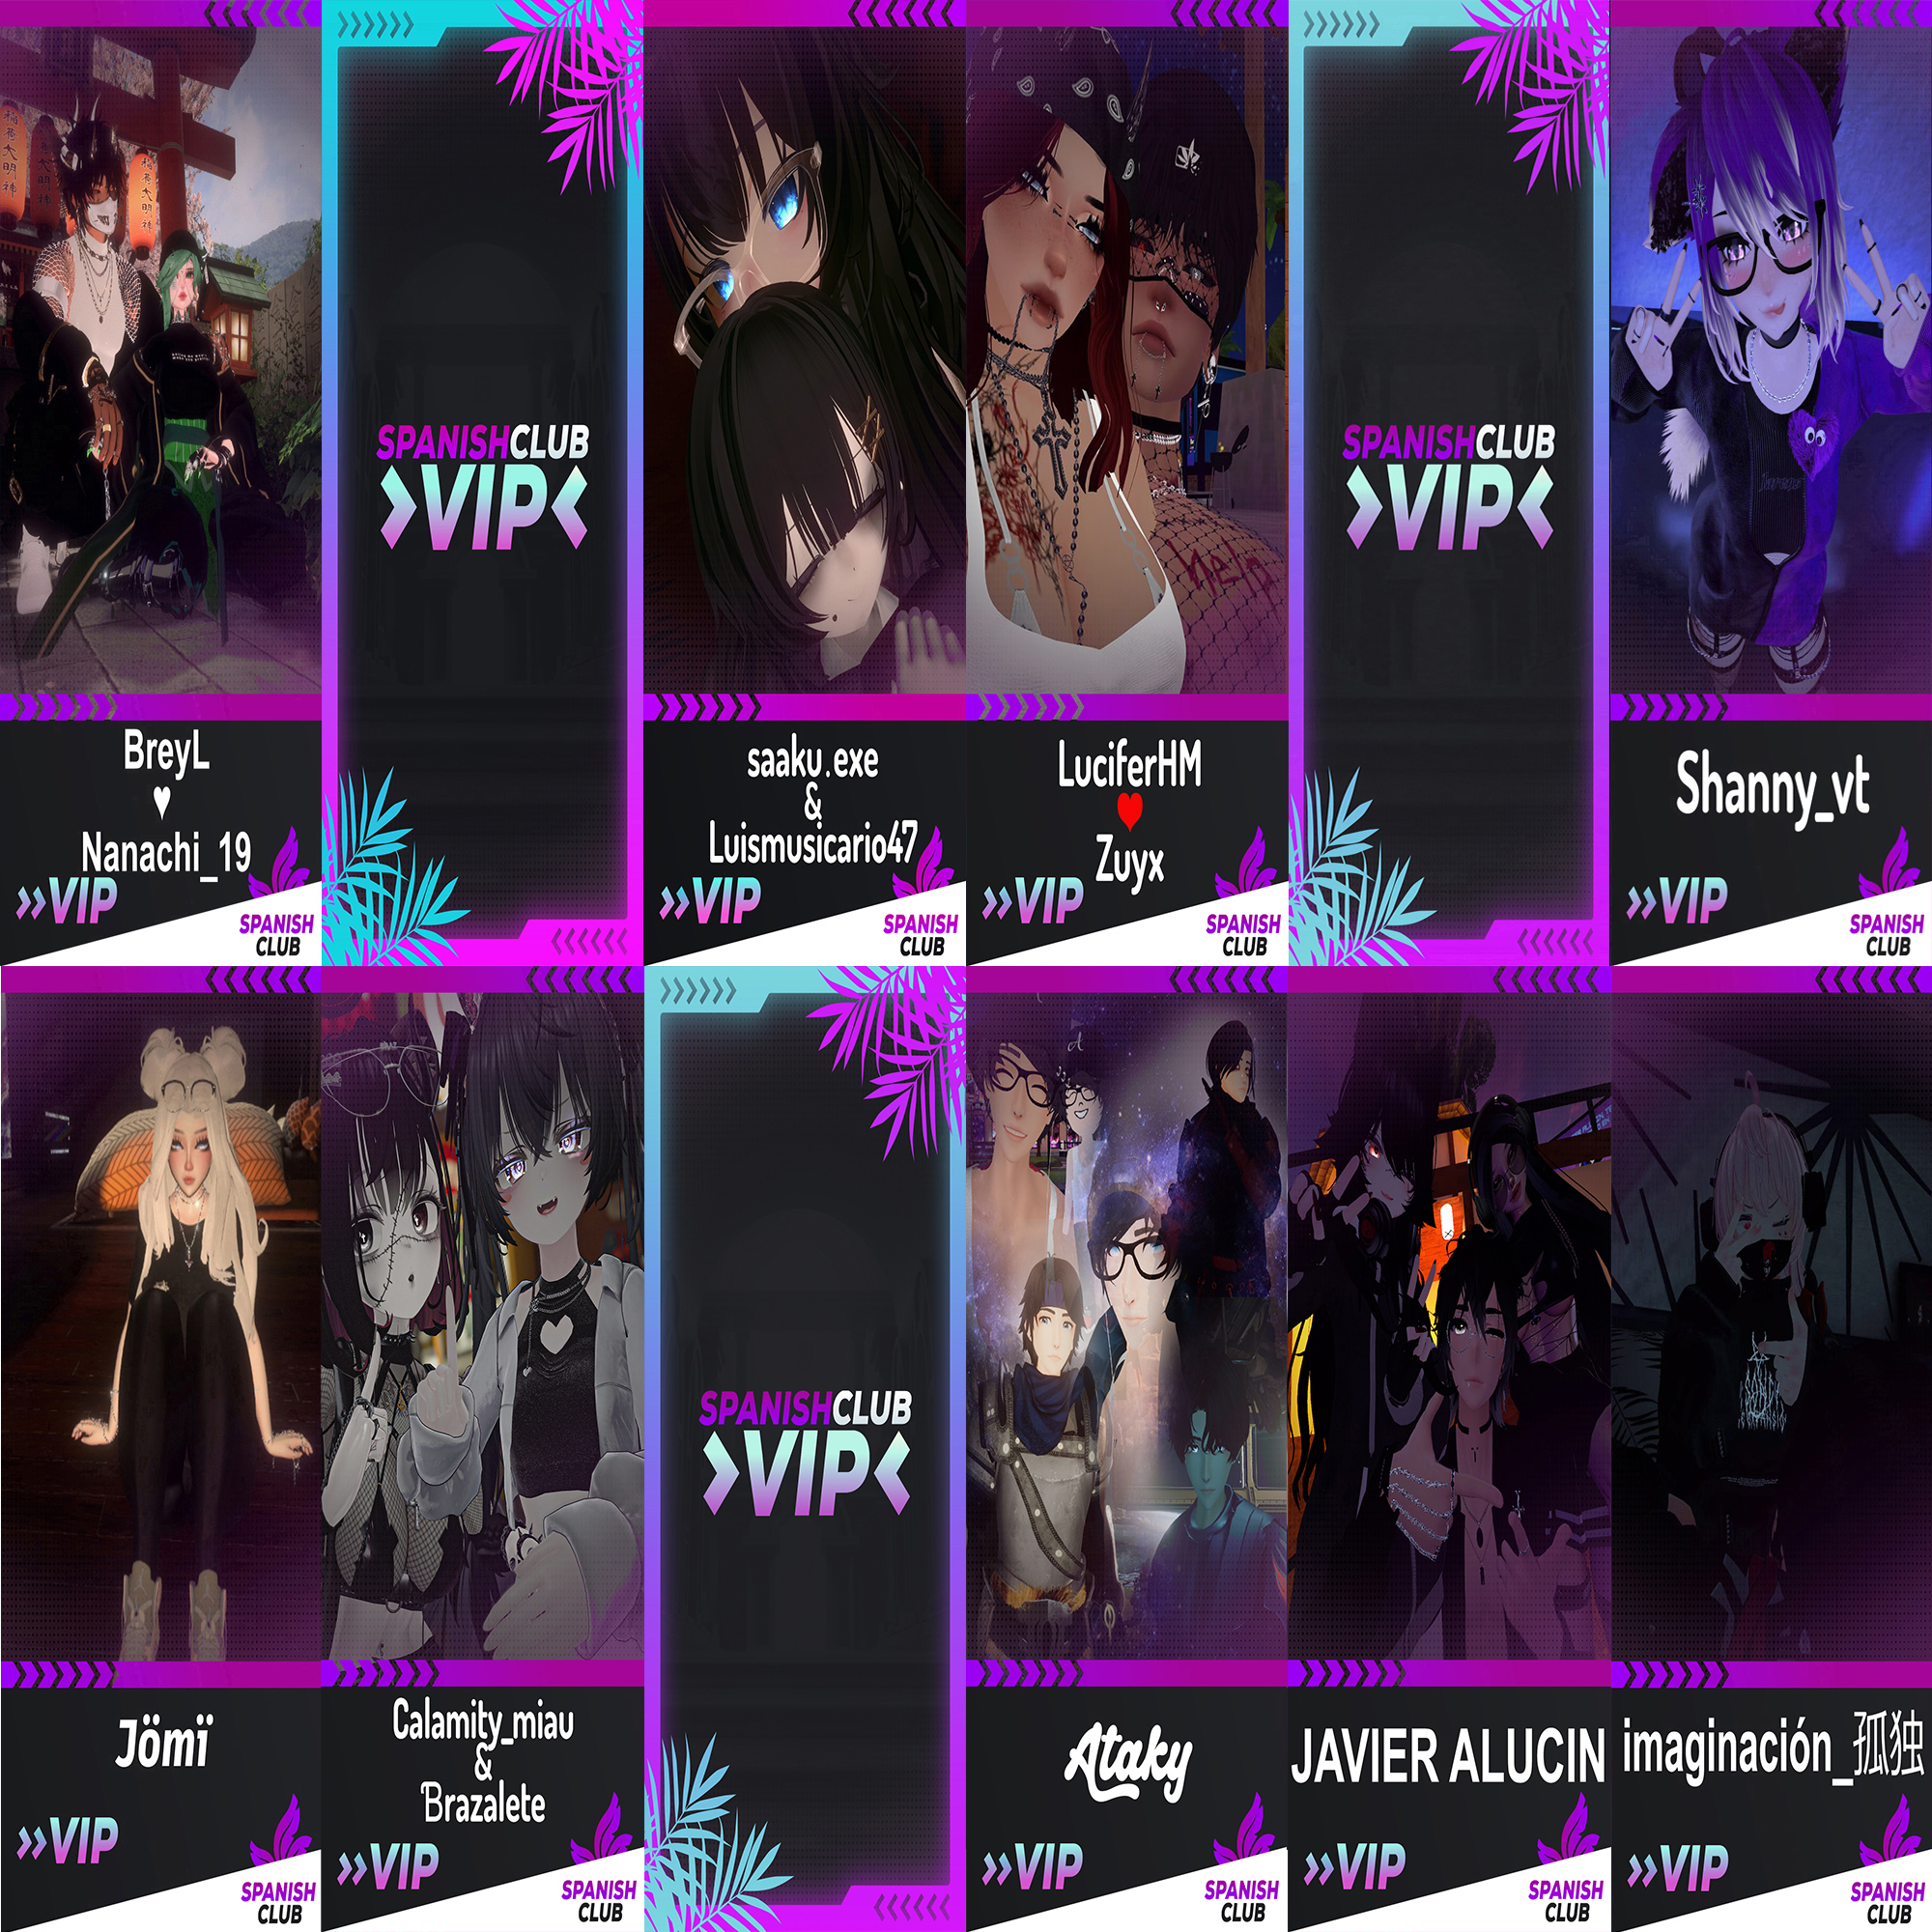 BreyL
♥
Nanachi_19
VIP
SPANISH
CLUB
SPANISHCLUB
VIP
saaku.exe
&
Luismusicario47
VIP
SPANISH
CLUB
LuciferHM
♥
Zuyx
VIP
SPANISH
CLUB
SPANISHCLUB
VIP
Shanny_vt
VIP
SPANISH
CLUB
Jömï
VIP
SPANISH
CLUB
Calamity_miau
&
Brazalete
VIP
SPANISH
CLUB
SPANISHCLUB
VIP
Ataky
VIP
SPANISH
CLUB
JAVIER ALUCIN
VIP
SPANISH
CLUB
imaginación_孤独
VIP
SPANISH
CLUB